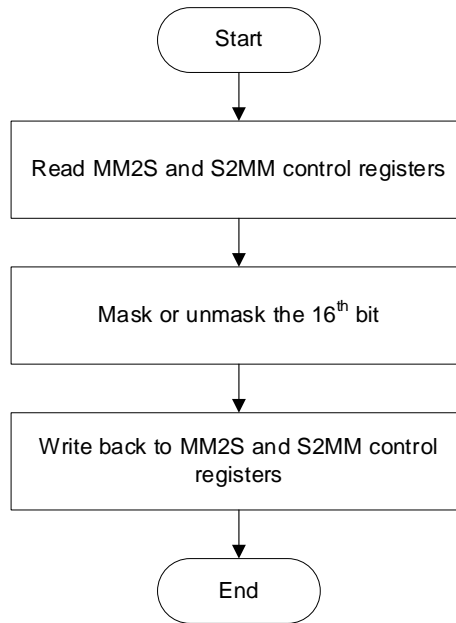 Start
Read MM2S and S2MM control registers
Mask or unmask the 16th bit
Write back to MM2S and S2MM control
registers
End